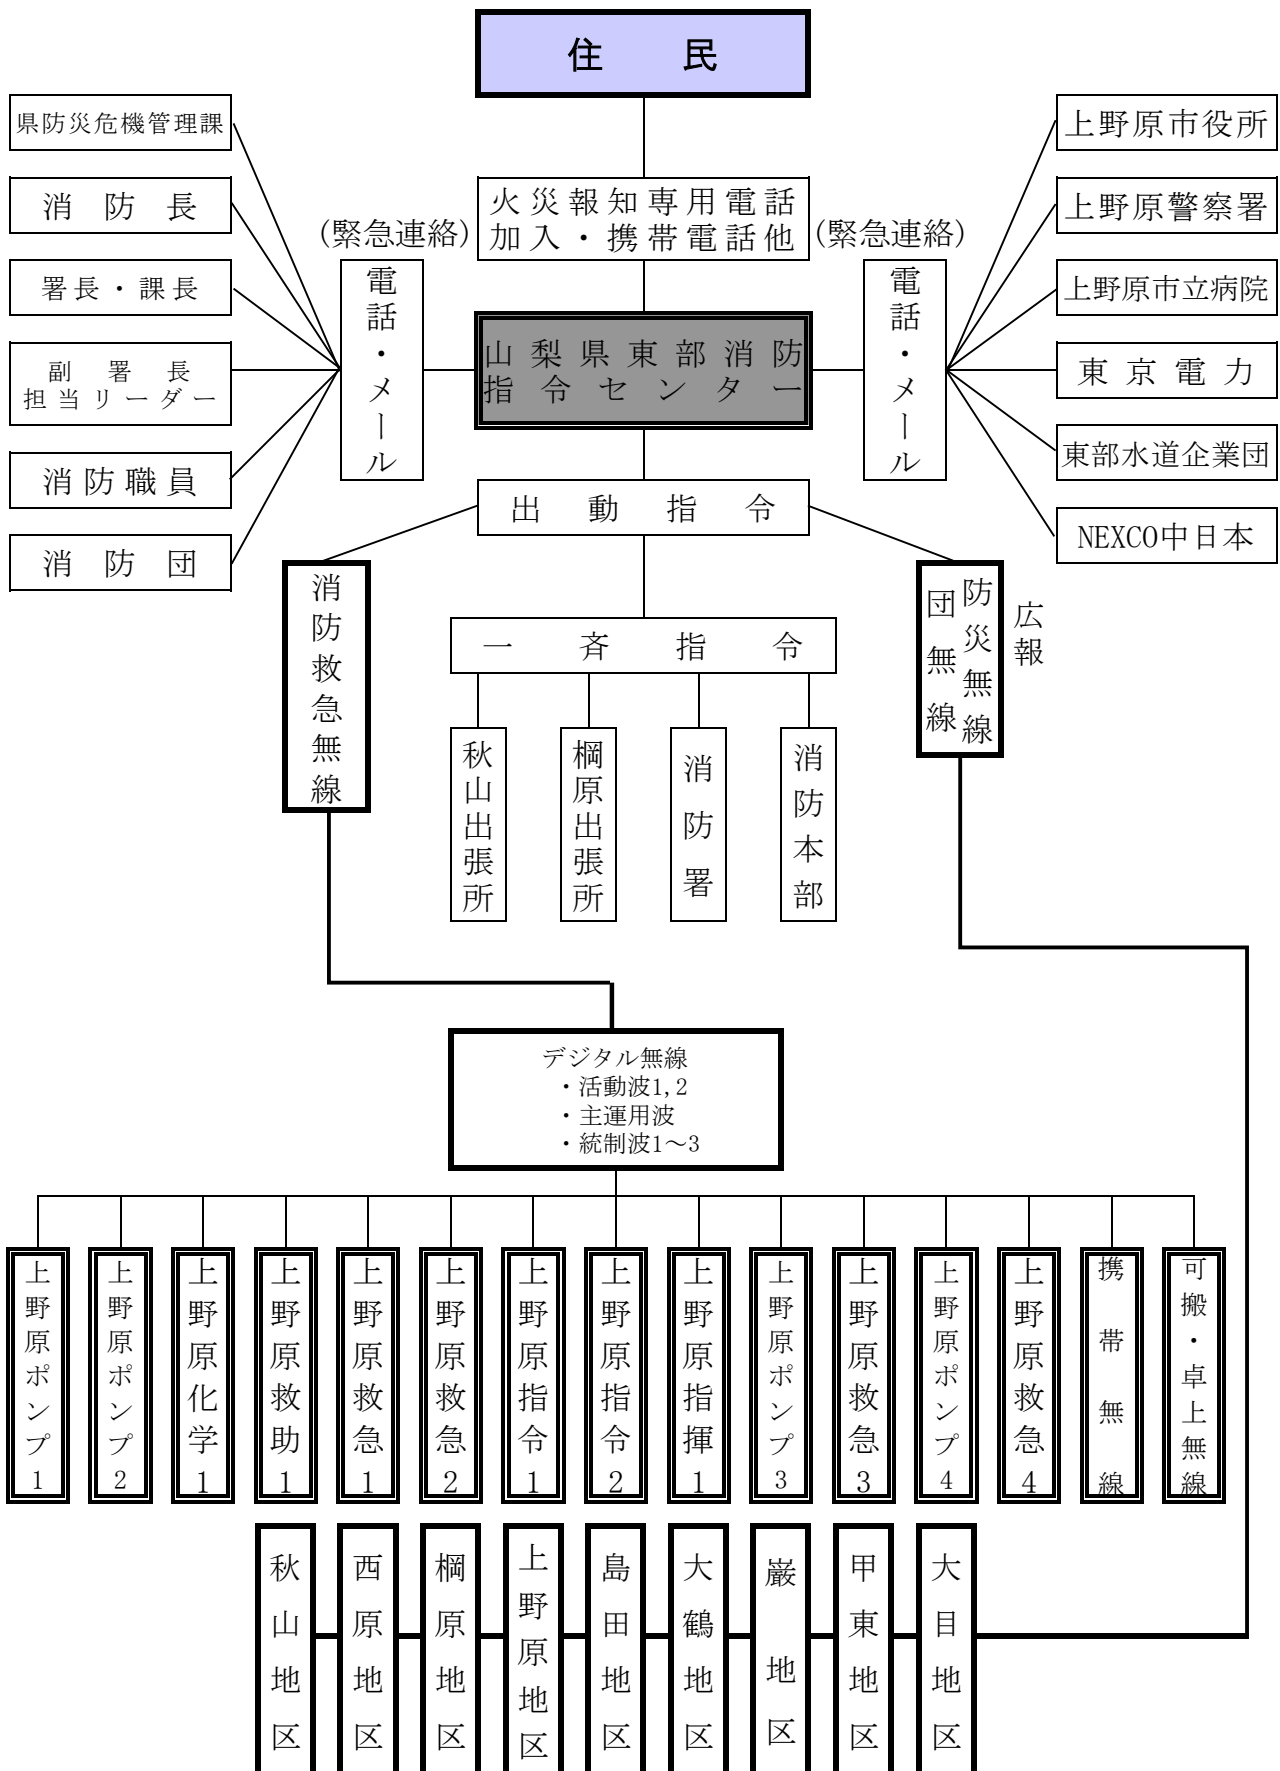 住民
県防災危機管理課
消防長
署長・課長
副署長
担当リーダー
消防職員
消防団
(緊急連絡)
電話・メール
火災報知専用電話
加入・携帯電話他
山梨県東部消防
指令センター
(緊急連絡)
電話・メール
上野原市役所
上野原警察署
上野原市立病院
東京電力
東部水道企業団
NEXCO中日本
出動指令
消防救急無線
一斉指令
秋山出張所
棡原出張所
消防署
消防本部
防災無線
団無線
広報
デジタル無線
・活動波1,2
・主運用波
・統制波1～3
上野原ポンプ1
上野原ポンプ2
上野原化学1
上野原救助1
上野原救急1
上野原救急2
上野原指令1
上野原指令2
上野原指揮1
上野原ポンプ3
上野原救急3
上野原ポンプ4
上野原救急4
携帯無線
可搬・卓上無線
秋山地区
西原地区
棡原地区
上野原地区
島田地区
大鶴地区
巌地区
甲東地区
大目地区